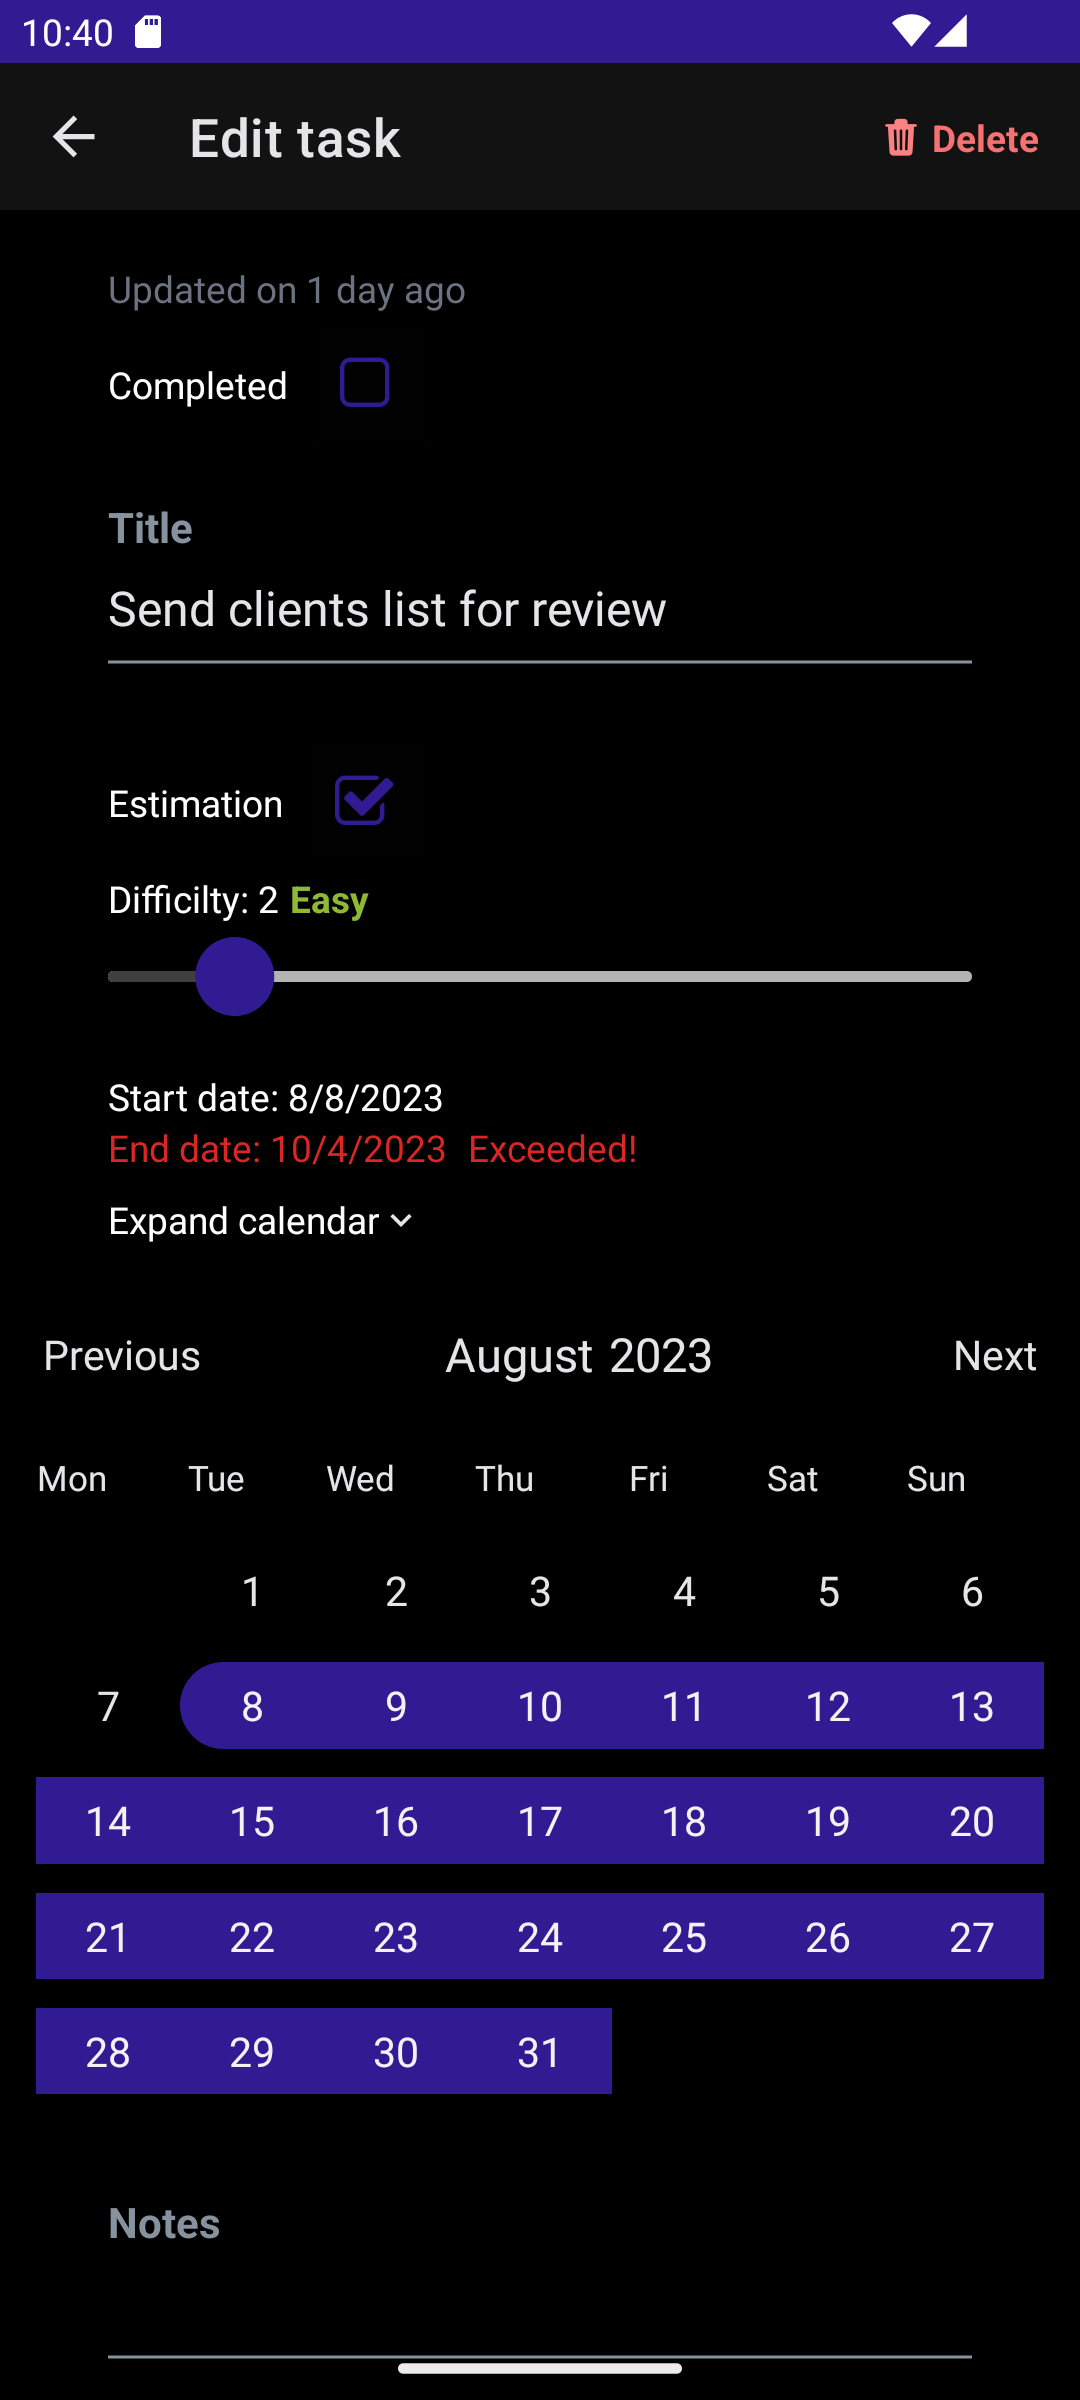 10:40
Edit task
Delete
Updated on 1 day ago
Completed
Title
Send clients list for review
Estimation
Difficilty: 2 Easy
Start date: 8/8/2023
End date: 10/4/2023 Exceeded!
Expand calendar
Previous August 2023 Next
Mon Tue Wed Thu Fri Sat Sun
1 2 3 4 5 6
7 8 9 10 11 12 13
14 15 16 17 18 19 20
21 22 23 24 25 26 27
28 29 30 31
Notes